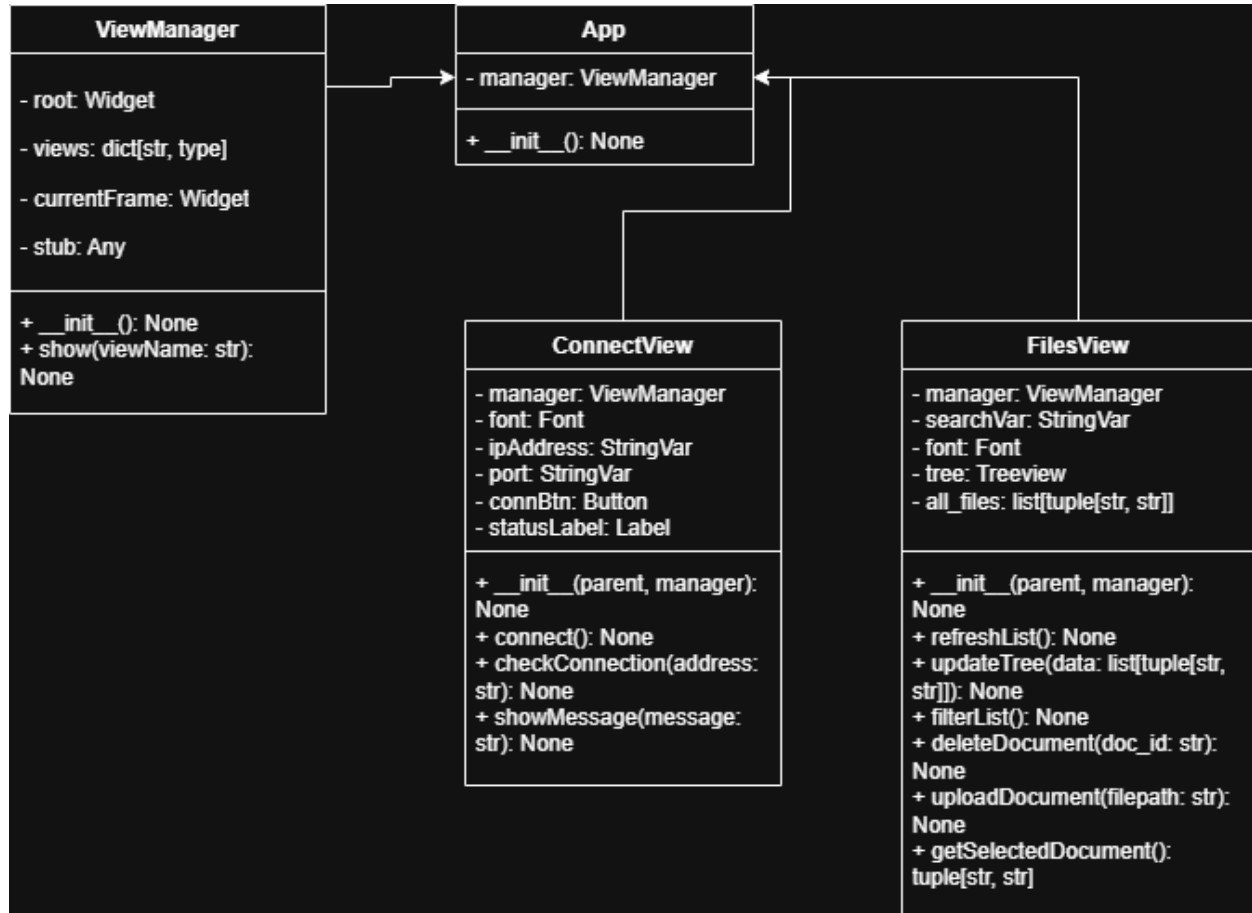 ViewManager
- root: Widget
- views: dict[str, type]
- currentFrame: Widget
- stub: Any
+ __init__(): None
+ show(viewName: str):
None
App
- manager: ViewManager
+ __init__(): None
ConnectView
- manager: ViewManager
- font: Font
- ipAddress: StringVar
- port: StringVar
- connBtn: Button
- statusLabel: Label
+ __init__(parent, manager):
None
+ connect(): None
+ checkConnection(address:
str): None
+ showMessage(message:
str): None
FilesView
- manager: ViewManager
- searchVar: StringVar
- font: Font
- tree: Treeview
- all_files: list[tuple[str, str]]
+ __init__(parent, manager):
None
+ refreshList(): None
+ updateTree(data: list[tuple[str,
str]]): None
+ filterList(): None
+ deleteDocument(doc_id: str):
None
+ uploadDocument(filepath: str):
None
+ getSelectedDocument():
tuple[str, str]